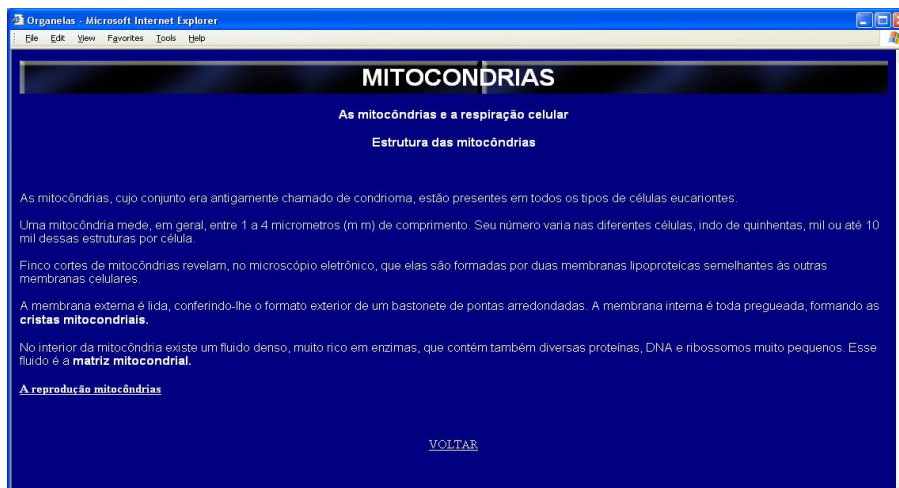 Organelas - Microsoft Internet Explorer
File Edit View Favorites Tools Help
MITOCONDRIAS
As mitocôndrias e a respiração celular
Estrutura das mitocôndrias
As mitocôndrias, cujo conjunto era antigamente chamado de condrioma, estão presentes em todos os tipos de células eucariontes.
Uma mitocôndria mede, em geral, entre 1 a 4 micrometros (m m) de comprimento. Seu número varia nas diferentes células, indo de quinhentas, mil ou até 10
mil dessas estruturas por célula.
Finco cortes de mitocôndrias revelam, no microscópio eletrônico, que elas são formadas por duas membranas lipoproteícas semelhantes às outras
membranas celulares.
A membrana externa é lida, conferindo-lhe o formato exterior de um bastonete de pontas arredondadas. A membrana interna é toda pregueada, formando as
cristas mitocondriais.
No interior da mitocôndria existe um fluido denso, muito rico em enzimas, que contém também diversas proteínas, DNA e ribossomos muito pequenos. Esse
fluido é a matriz mitocondrial.
A reprodução mitocôndrias
VOLTAR